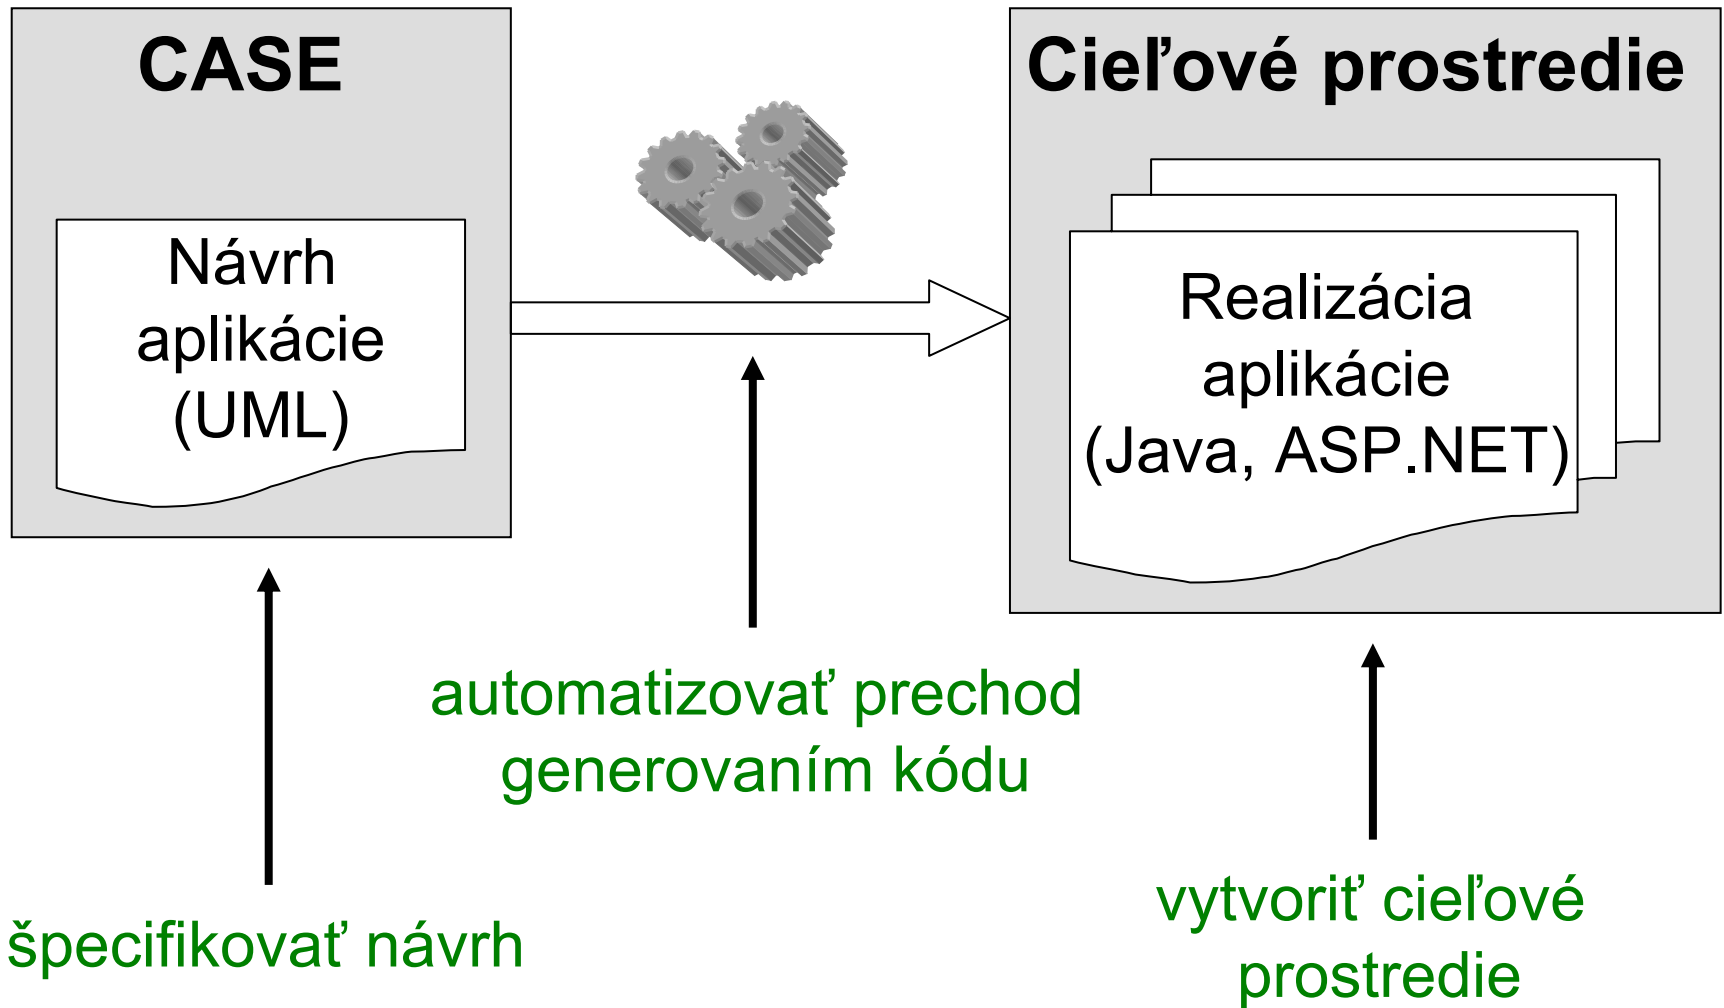 CASE
Návrh
aplikácie
(UML)
Cieľové prostredie
Realizácia
aplikácie
(Java, ASP.NET)
automatizovať prechod
generovaním kódu
špecifikovať návrh
vytvoriť cieľové
prostredie